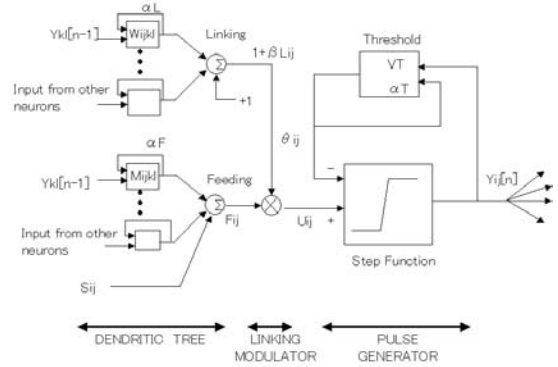 αL
Ykl[n-1]
Wijkl
Linking
Σ
1+βLij
Input from other
neurons
+1
Threshold
VT
αT
θij
αF
Ykl[n-1]
Mijkl
Feeding
Σ
Fij
Uij
−
+
Yij[n]
Input from other
neurons
Step Function
Sij
DENDRITIC TREE
LINKING
MODULATOR
PULSE
GENERATOR